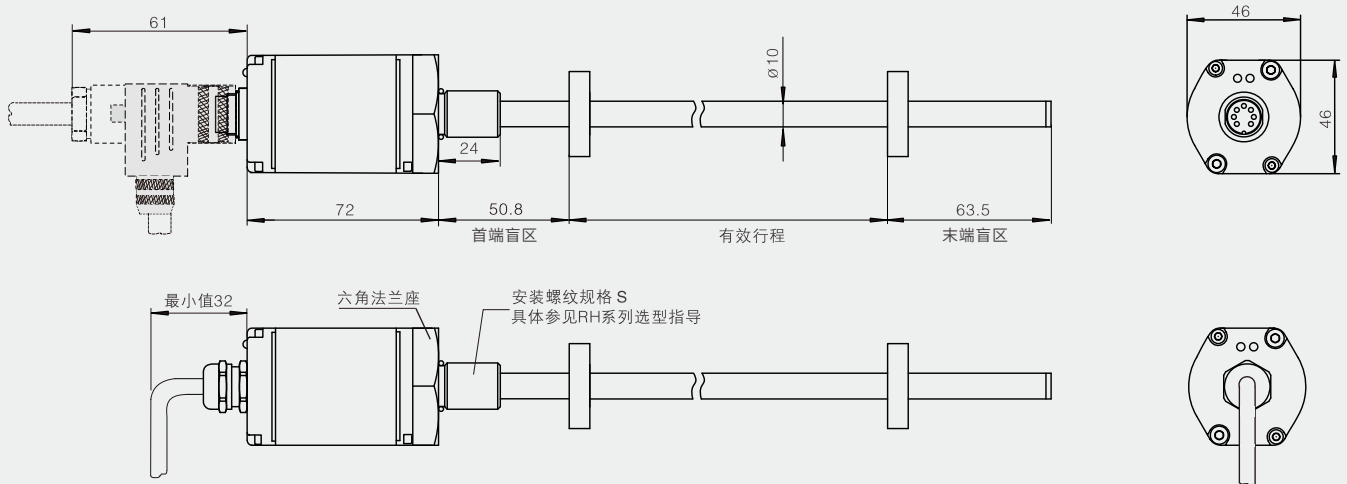 61
46
ø10
46
24
72
50.8
63.5
首端盲区
有效行程
末端盲区
最小值32
六角法兰座
安装螺纹规格 S
具体参见RH系列选型指导